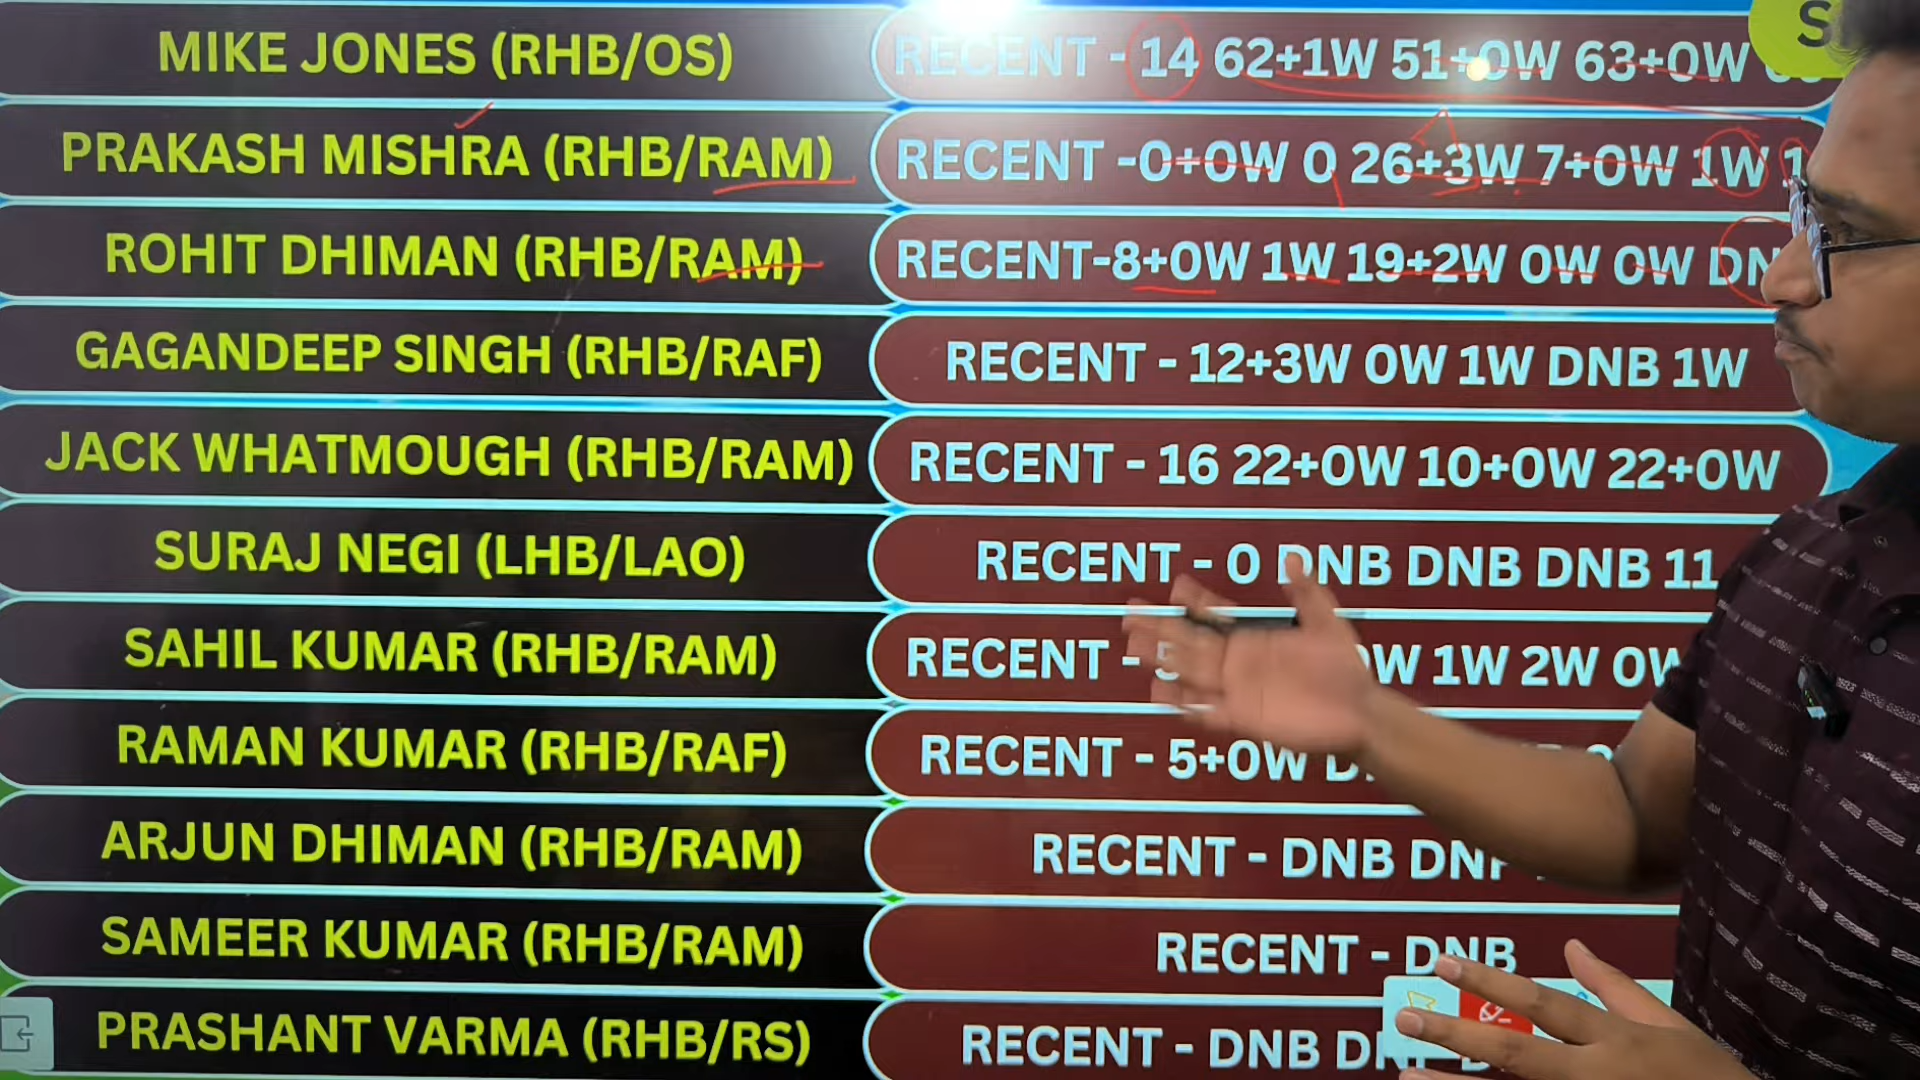 MIKE JONES (RHB/OS) RECENT - 14 62+1W 51+0W 63+0W
PRAKASH MISHRA (RHB/RAM) RECENT -0+0W 0 26+3W 7+0W 1W
ROHIT DHIMAN (RHB/RAM) RECENT-8+0W 1W 19+2W 0W 0W
GAGANDEEP SINGH (RHB/RAF) RECENT - 12+3W 0W 1W DNB 1W
JACK WHATMOUGH (RHB/RAM) RECENT - 16 22+0W 10+0W 22+0W
SURAJ NEGI (LHB/LAO) RECENT - 0 DNB DNB DNB 11
SAHIL KUMAR (RHB/RAM) RECENT - 1W 2W
RAMAN KUMAR (RHB/RAF) RECENT - 5+0W
ARJUN DHIMAN (RHB/RAM) RECENT - DNB
SAMEER KUMAR (RHB/RAM) RECENT - DNB
PRASHANT VARMA (RHB/RS) RECENT - DNB